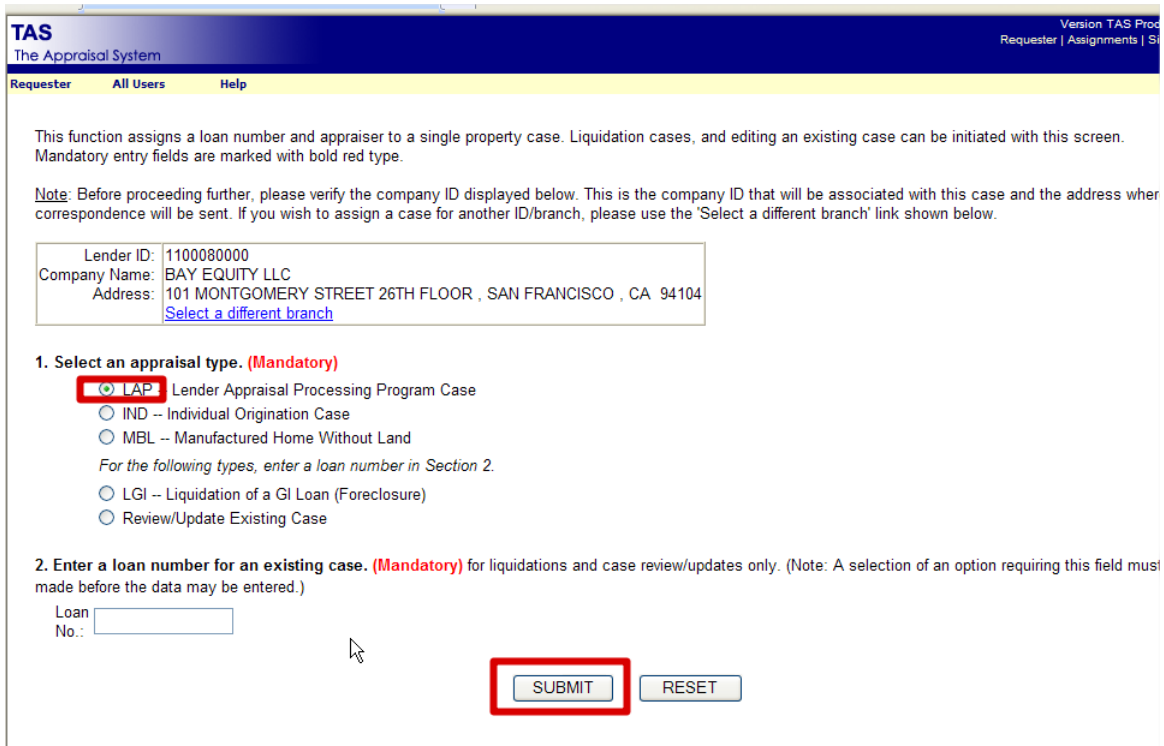 TAS
The Appraisal System
Version TAS Prod
Requester | Assignments | Si
Requester All Users Help
This function assigns a loan number and appraiser to a single property case. Liquidation cases, and editing an existing case can be initiated with this screen.
Mandatory entry fields are marked with bold red type.
Note: Before proceeding further, please verify the company ID displayed below. This is the company ID that will be associated with this case and the address wher
correspondence will be sent. If you wish to assign a case for another ID/branch, please use the 'Select a different branch' link shown below.
Lender ID: 1100080000
Company Name: BAY EQUITY LLC
Address: 101 MONTGOMERY STREET 26TH FLOOR , SAN FRANCISCO , CA 94104
Select a different branch
1. Select an appraisal type. (Mandatory)
LAP - Lender Appraisal Processing Program Case
IND -- Individual Origination Case
MBL -- Manufactured Home Without Land
For the following types, enter a loan number in Section 2.
LGI -- Liquidation of a GI Loan (Foreclosure)
Review/Update Existing Case
2. Enter a loan number for an existing case. (Mandatory) for liquidations and case review/updates only. (Note: A selection of an option requiring this field must
made before the data may be entered.)
Loan
No.:
SUBMIT RESET